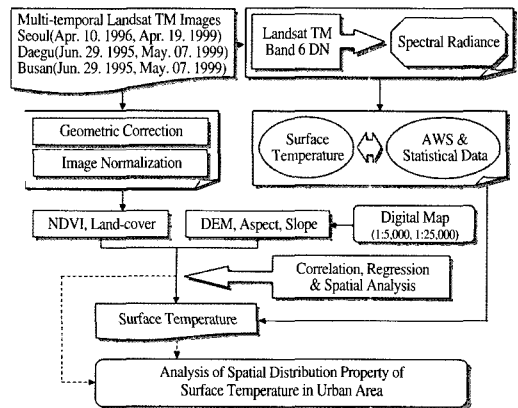 Multi-temporal Landsat TM Images
Seoul(Apr. 10. 1996, Apr. 19. 1999)
Daegu(Jun. 29. 1995, May. 07. 1999)
Busan(Jun. 29. 1995, May. 07. 1999)
Landsat TM
Band 6 DN
Spectral Radiance
Geometric Correction
Image Normalization
Surface
Temperature
AWS &
Statistical Data
NDVI, Land-cover
DEM, Aspect, Slope
Digital Map
(1:5,000, 1:25,000)
Correlation, Regression
& Spatial Analysis
Surface Temperature
Analysis of Spatial Distribution Property of
Surface Temperature in Urban Area